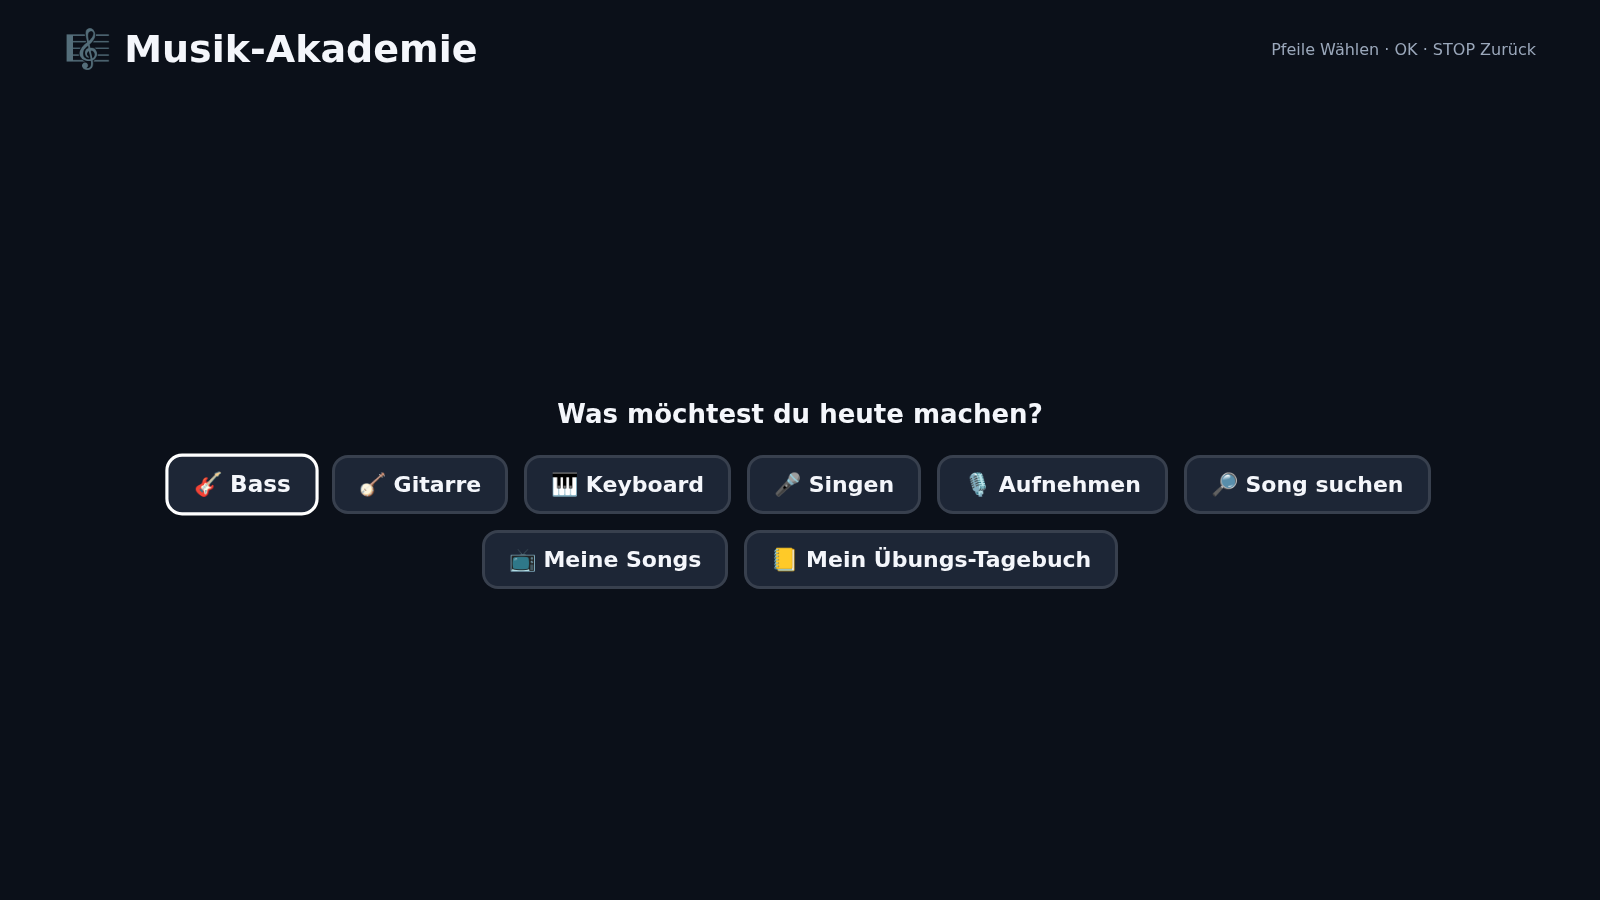 Musik-Akademie
Pfeile Wählen · OK · STOP Zurück
Was möchtest du heute machen?
Bass
Gitarre
Keyboard
Singen
Aufnehmen
Song suchen
Meine Songs
Mein Übungs-Tagebuch